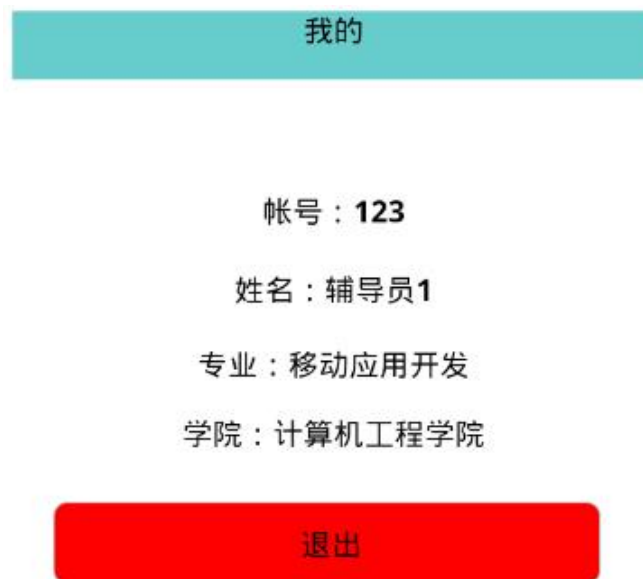 我的
帐号：123
姓名：辅导员1
专业：移动应用开发
学院：计算机工程学院
退出